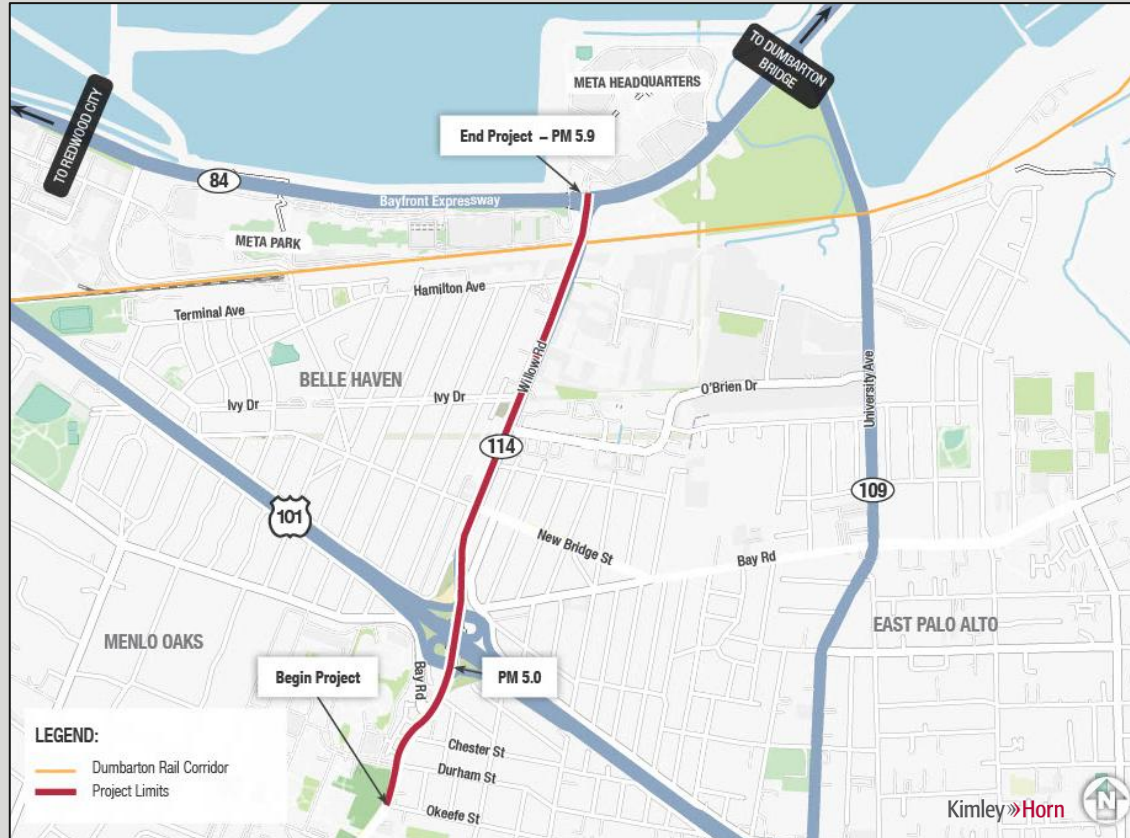 TO DUMBARTON
BRIDGE
META HEADQUARTERS
TO REDWOOD CITY
End Project – PM 5.9
84
Bayfront Expressway
META PARK
Hamilton Ave
Terminal Ave
Willow Rd
BELLE HAVEN
O'Brien Dr
University Ave
Ivy Dr
Ivy Dr
114
109
101
New Bridge St
Bay Rd
EAST PALO ALTO
MENLO OAKS
Begin Project
Bay Rd
PM 5.0
LEGEND:
Dumbarton Rail Corridor
Project Limits
Chester St
Durham St
Okeefe St
Kimley»Horn
N